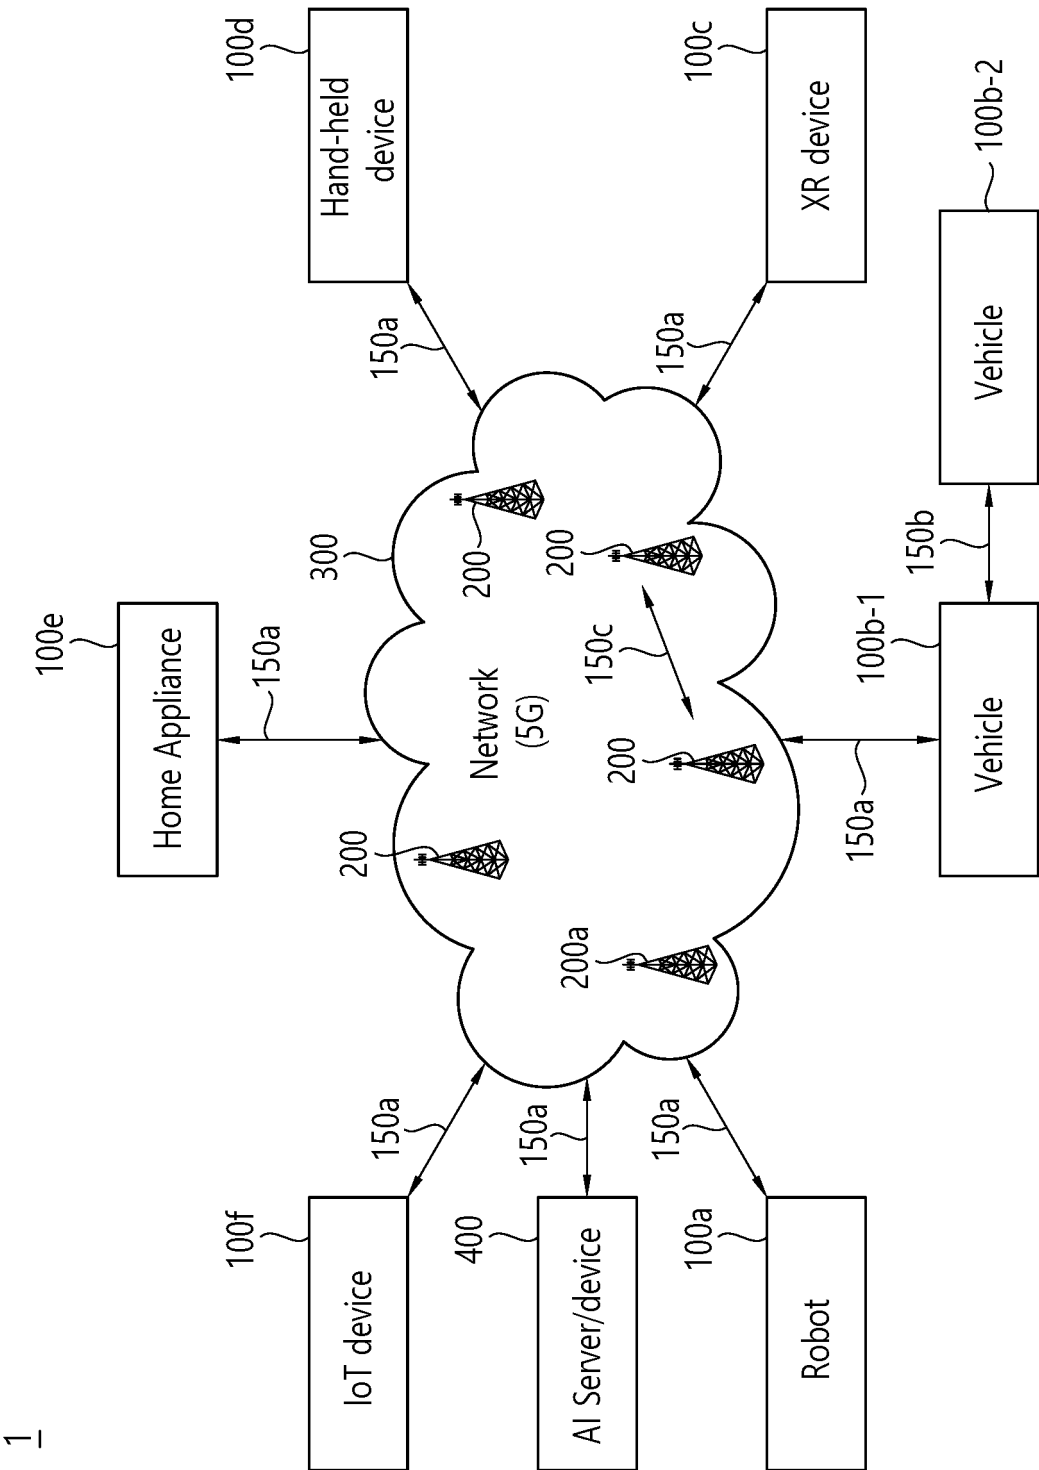 1
100e
Home Appliance
100f
150a
100d
IoT device
300
Hand-held
device
200
150a
150a
400
200
Network
(5G)
150a
200
200a
AI Server/device
150c
200
150a
150a
100a
100c
Robot
XR device
150a
100b-1
150b
Vehicle
Vehicle
100b-2